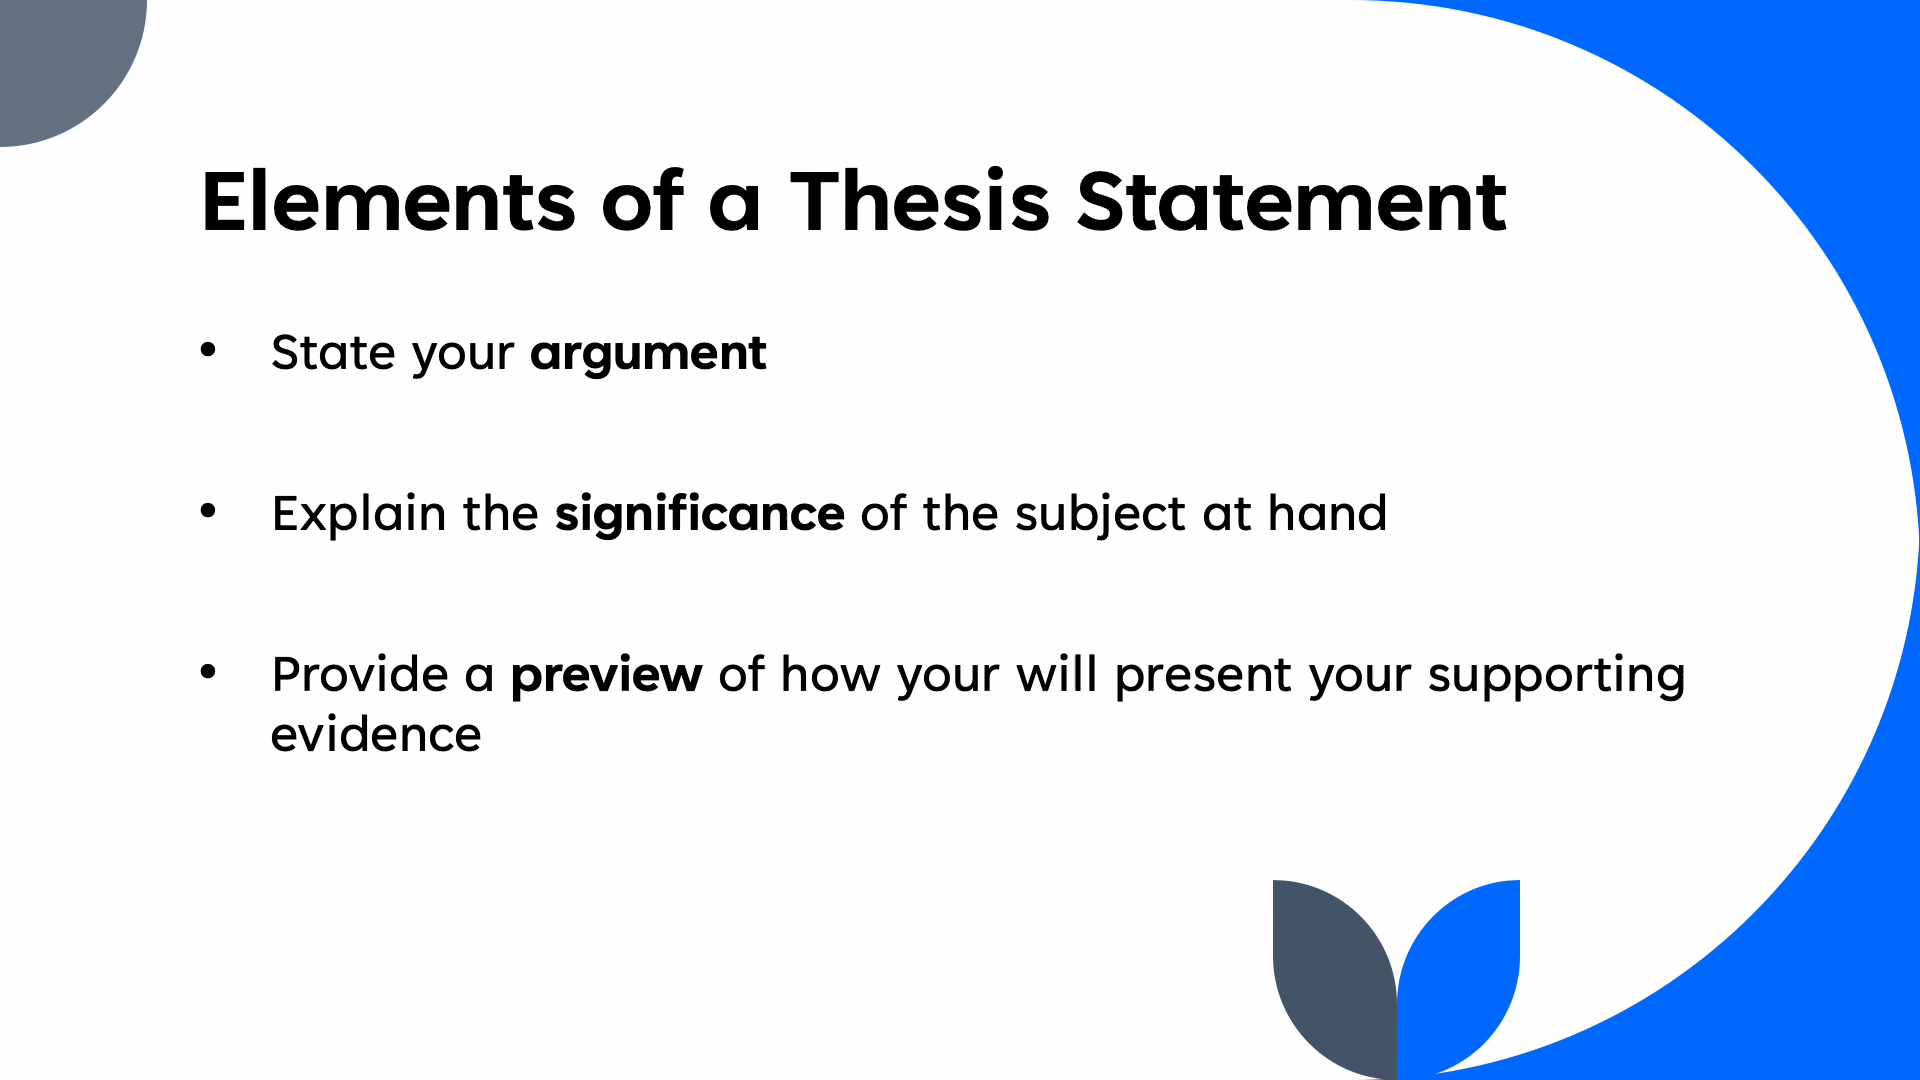 Elements of a Thesis Statement
• State your argument
• Explain the significance of the subject at hand
• Provide a preview of how your will present your supporting
evidence